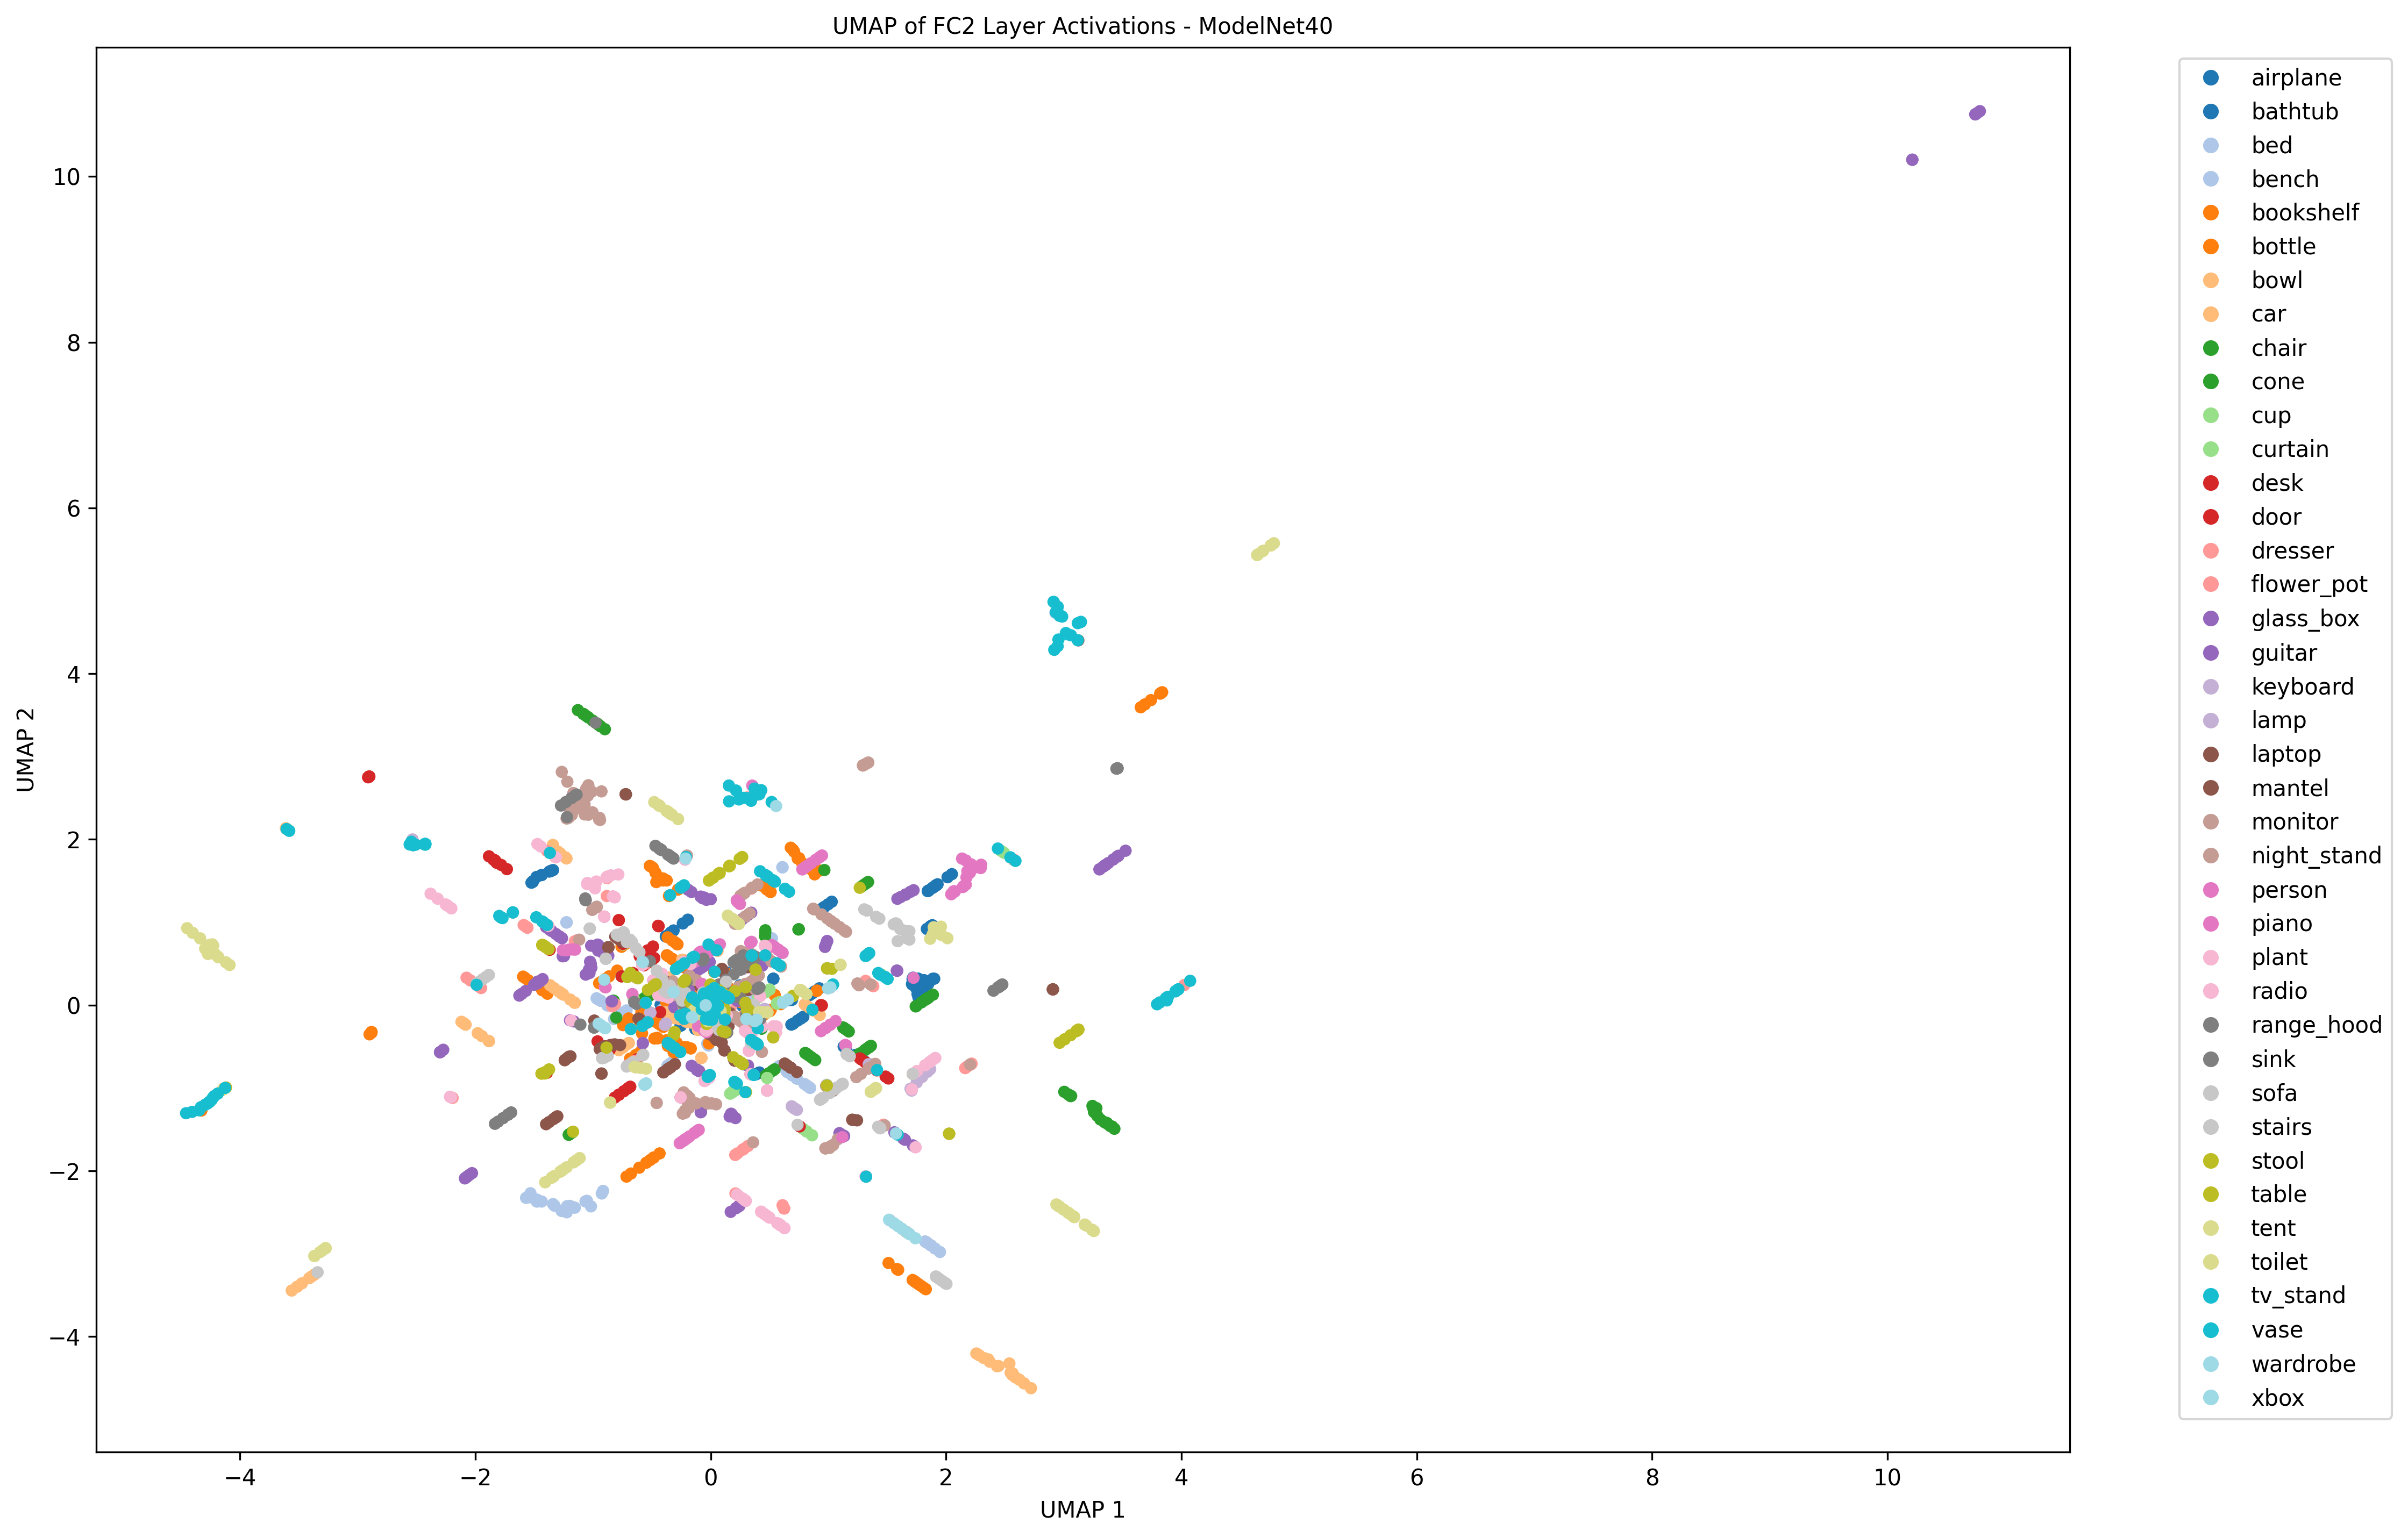 UMAP of FC2 Layer Activations - ModelNet40
UMAP 2
10
8
6
4
2
0
−2
−4
−4
−2
0
2
4
6
8
10
UMAP 1
airplane
bathtub
bed
bench
bookshelf
bottle
bowl
car
chair
cone
cup
curtain
desk
door
dresser
flower_pot
glass_box
guitar
keyboard
lamp
laptop
mantel
monitor
night_stand
person
piano
plant
radio
range_hood
sink
sofa
stairs
stool
table
tent
toilet
tv_stand
vase
wardrobe
xbox